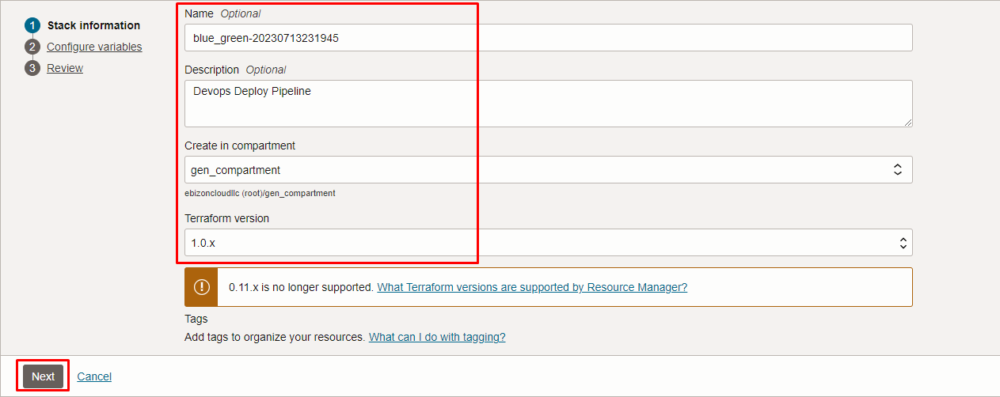 1 Stack information
2 Configure variables
3 Review
Name Optional
blue_green-20230713231945
Description Optional
Devops Deploy Pipeline
Create in compartment
gen_compartment
ebizoncloudllc (root)/gen_compartment
Terraform version
1.0.x
0.11.x is no longer supported. What Terraform versions are supported by Resource Manager?
Tags
Add tags to organize your resources. What can I do with tagging?
Next Cancel